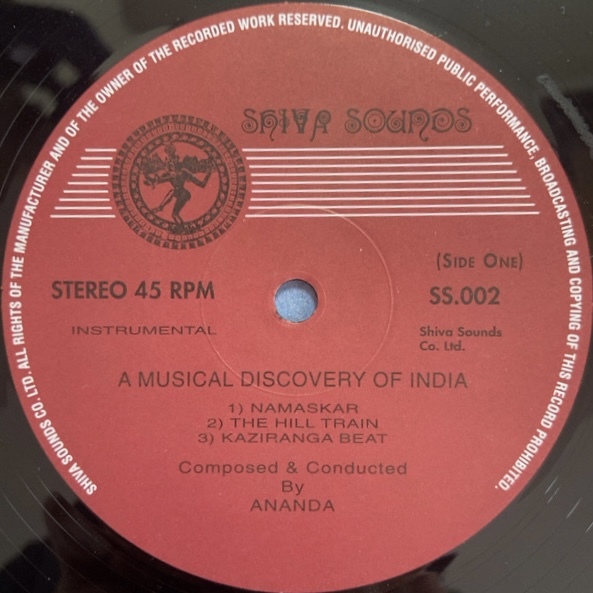 SHIVA SOUNDS CO. LTD. ALL RIGHTS OF THE MANUFACTURER AND OF THE OWNER OF THE RECORDED WORK RESERVED. UNAUTHORISED PUBLIC PERFORMANCE, BROADCASTING AND COPYING OF THIS RECORD PROHIBITED.
SHIVA SOUNDS
(SIDE ONE)
STEREO 45 RPM
SS.002
INSTRUMENTAL
Shiva Sounds
Co. Ltd.
A MUSICAL DISCOVERY OF INDIA
1) NAMASKAR
2) THE HILL TRAIN
3) KAZIRANGA BEAT
Composed & Conducted
By
ANANDA